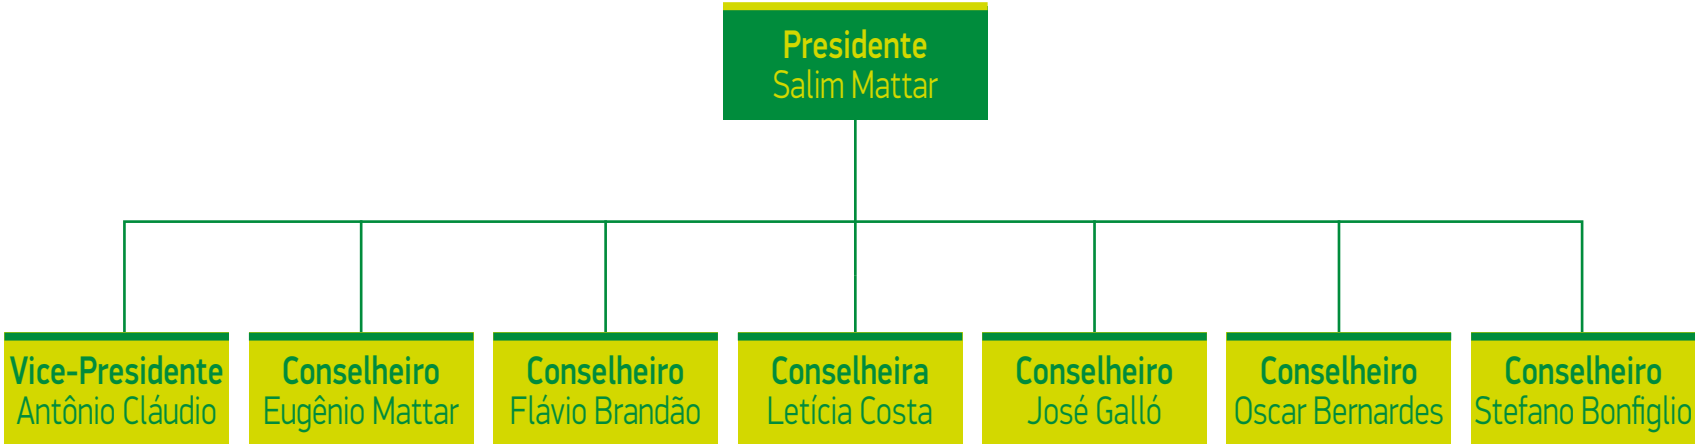 Presidente
Salim Mattar
Vice-Presidente
Antônio Cláudio
Conselheiro
Eugênio Mattar
Conselheiro
Flávio Brandão
Conselheira
Letícia Costa
Conselheiro
José Galló
Conselheiro
Oscar Bernardes
Conselheiro
Stefano Bonfiglio